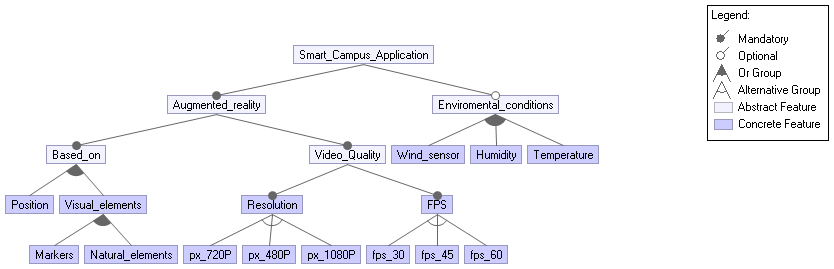 Legend:
Mandatory
Optional
Or Group
Alternative Group
Abstract Feature
Concrete Feature
Smart_Campus_Application
Augmented_reality
Enviromental_conditions
Based_on
Video_Quality
Wind_sensor
Humidity
Temperature
Position
Visual_elements
Resolution
FPS
Markers
Natural_elements
px_720P
px_480P
px_1080P
fps_30
fps_45
fps_60